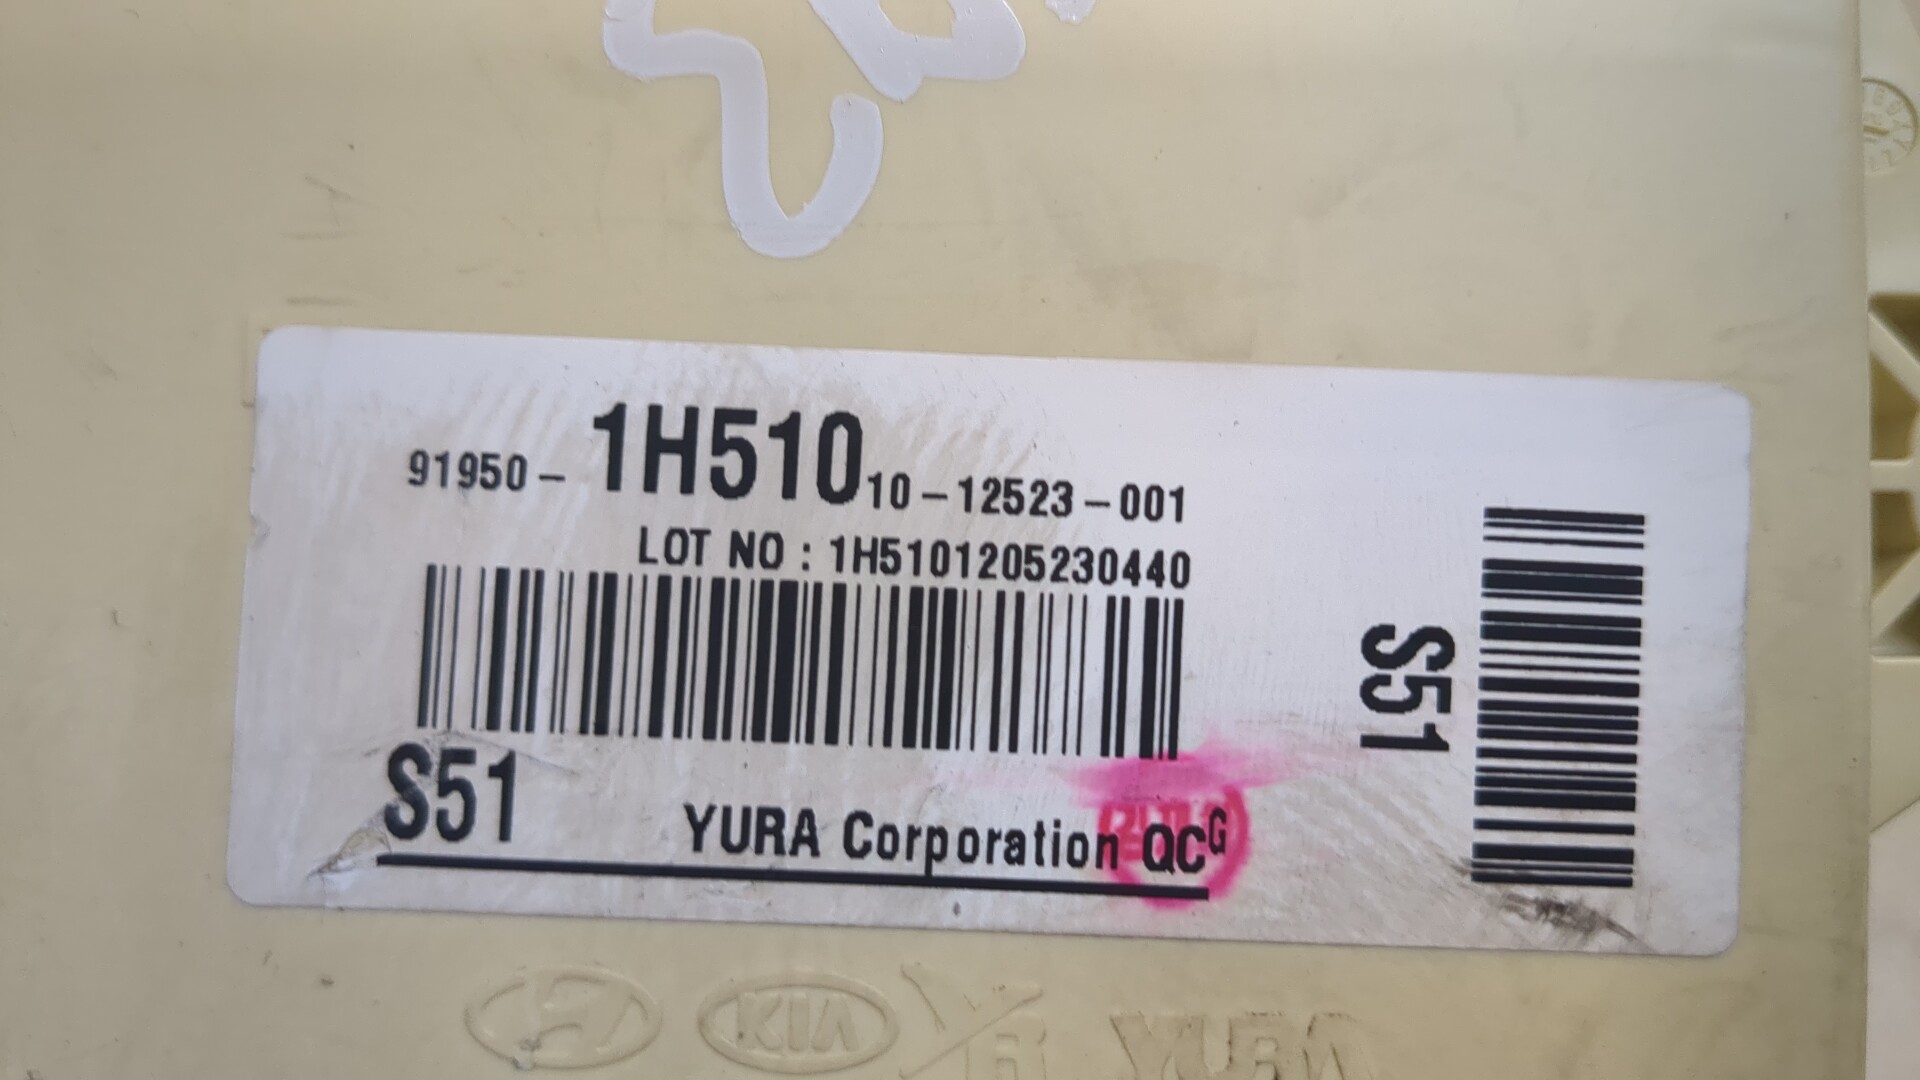 91950 - 1H510 10 - 12523 - 001
LOT NO : 1H5101205230440
S51
S51
YURA Corporation QCG
KIA
YURA